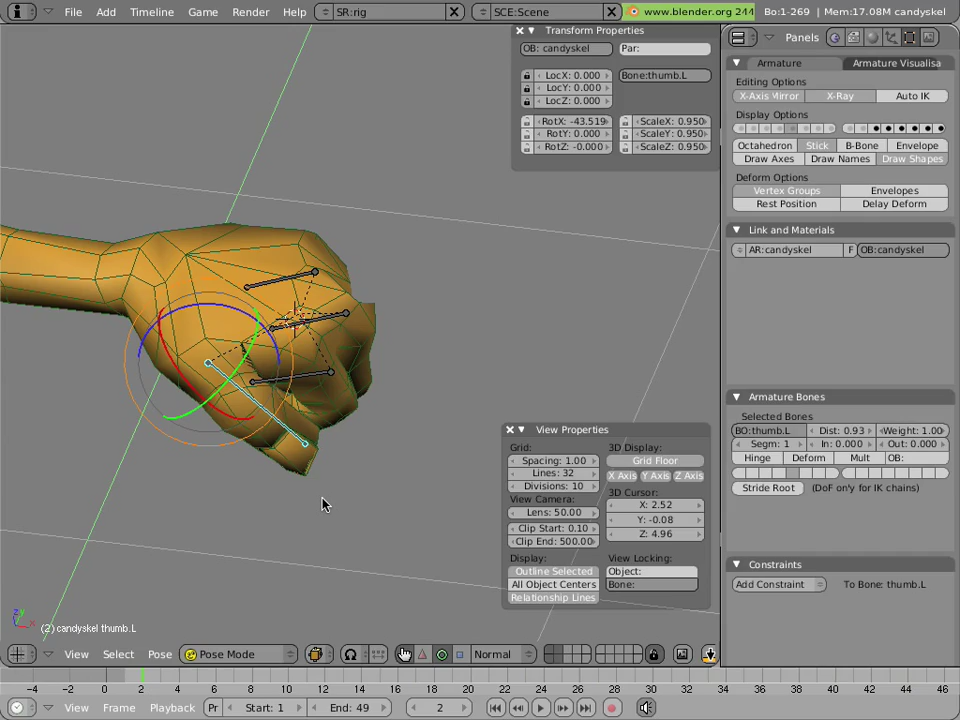 File Add Timeline Game Render Help SR:rig SCE:Scene www.blender.org 244 Bo:1-269 | Mem:17.08M candyskel
Panels
Transform Properties
OB: candyskel Par:
LocX: 0.000 Bone:thumb.L
LocY: 0.000
LocZ: 0.000
RotX: -43.519 ScaleX: 0.950
RotY: 0.000 ScaleY: 0.950
RotZ: -0.000 ScaleZ: 0.950
Armature Armature Visualisa
Editing Options
X-Axis Mirror X-Ray Auto IK
Display Options
Octahedron Stick B-Bone Envelope
Draw Axes Draw Names Draw Shapes
Deform Options
Vertex Groups Envelopes
Rest Position Delay Deform
Link and Materials
AR:candyskel F OB:candyskel
Armature Bones
Selected Bones
BO:thumb.L Dist: 0.93 Weight: 1.00
Segm: 1 In: 0.000 Out: 0.000
Hinge Deform Mult OB:
Stride Root (DoF only for IK chains)
Constraints
Add Constraint To Bone: thumb.L
View Properties
Grid: 3D Display:
Spacing: 1.00 Grid Floor
Lines: 32 X Axis Y Axis Z Axis
Divisions: 10 3D Cursor:
View Camera: X: 2.52
Lens: 50.00 Y: -0.08
Clip Start: 0.10 Z: 4.96
Clip End: 500.00
Display: View Locking:
Outline Selected Object:
All Object Centers Bone:
Relationship Lines
z y x
(2) candyskel thumb.L
View Select Pose Pose Mode Normal
-4 -2 0 2 4 6 8 10 12 14 16 18 20 22 24 26 28 30 32 34 36 38 40 42 44 46
View Frame Playback Pr Start: 1 End: 49 2